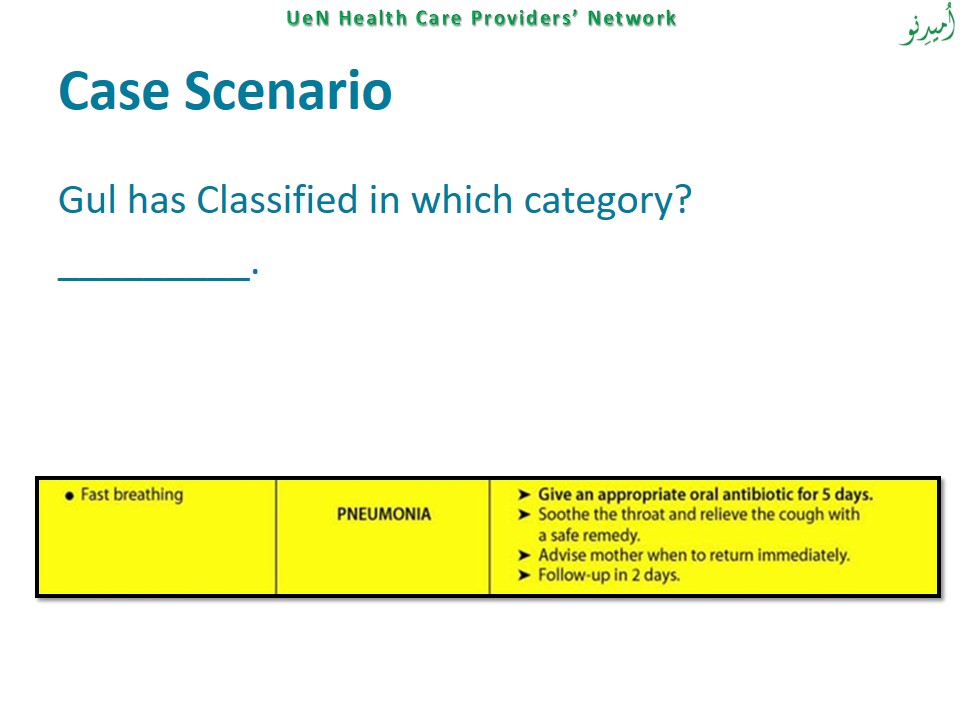 UeN Health Care Providers' Network
اُمیدِنو
Case Scenario
Gul has Classified in which category?
_________.
● Fast breathing
PNEUMONIA
➤ Give an appropriate oral antibiotic for 5 days.
➤ Soothe the throat and relieve the cough with
a safe remedy.
➤ Advise mother when to return immediately.
➤ Follow-up in 2 days.